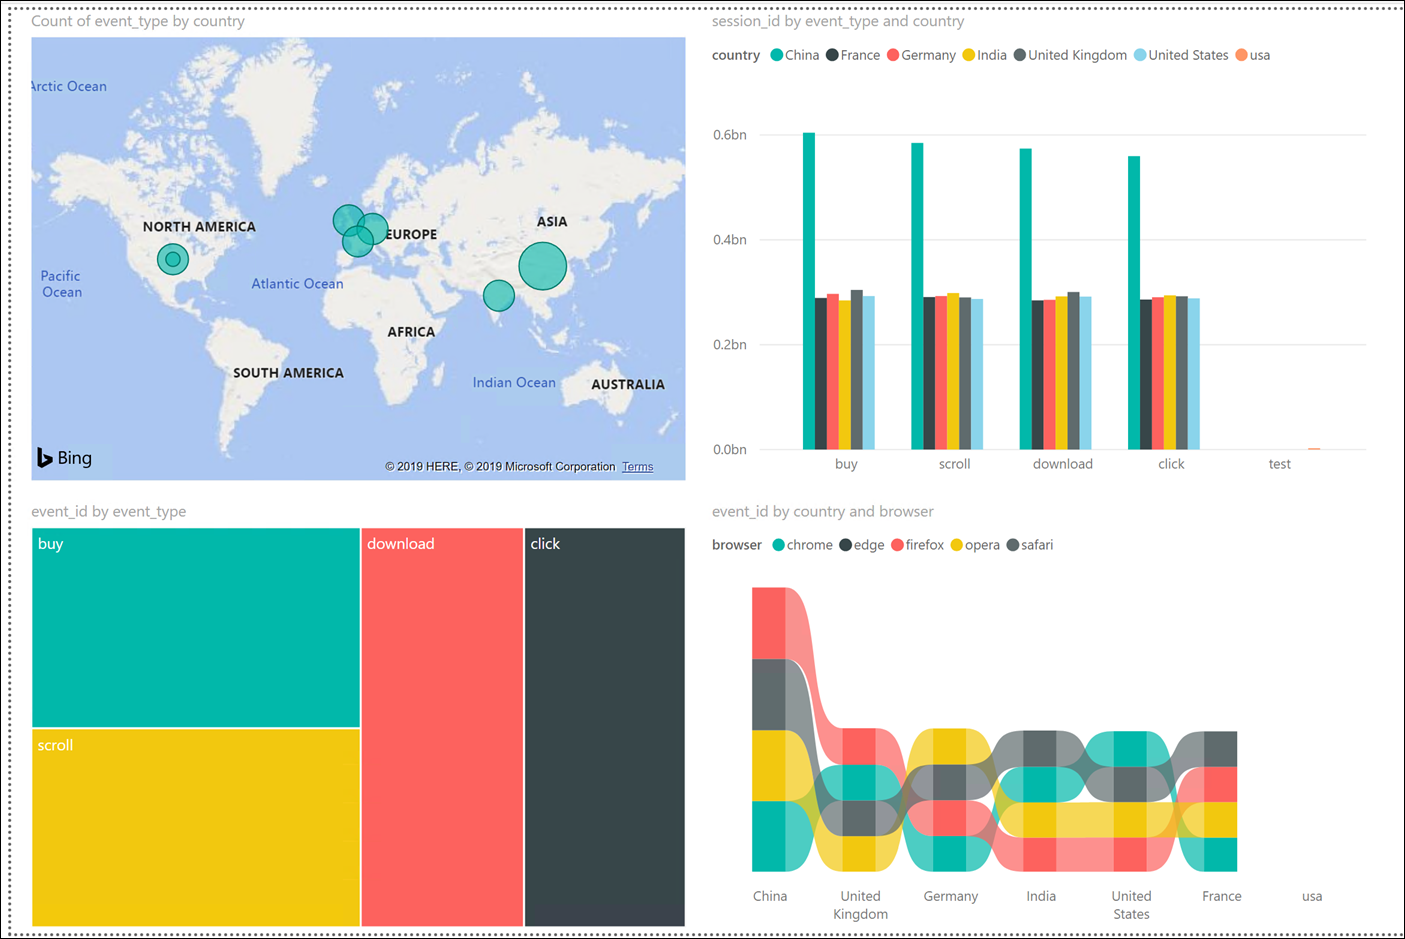 Count of event_type by country
Arctic Ocean
NORTH AMERICA
EUROPE
ASIA
Pacific
Ocean
Atlantic Ocean
AFRICA
SOUTH AMERICA
Indian Ocean
AUSTRALIA
Bing
© 2019 HERE, © 2019 Microsoft Corporation Terms
session_id by event_type and country
country China France Germany India United Kingdom United States usa
0.6bn
0.4bn
0.2bn
0.0bn
buy scroll download click test
event_id by event_type
buy
download
click
scroll
event_id by country and browser
browser chrome edge firefox opera safari
China United Germany India United France usa
Kingdom States